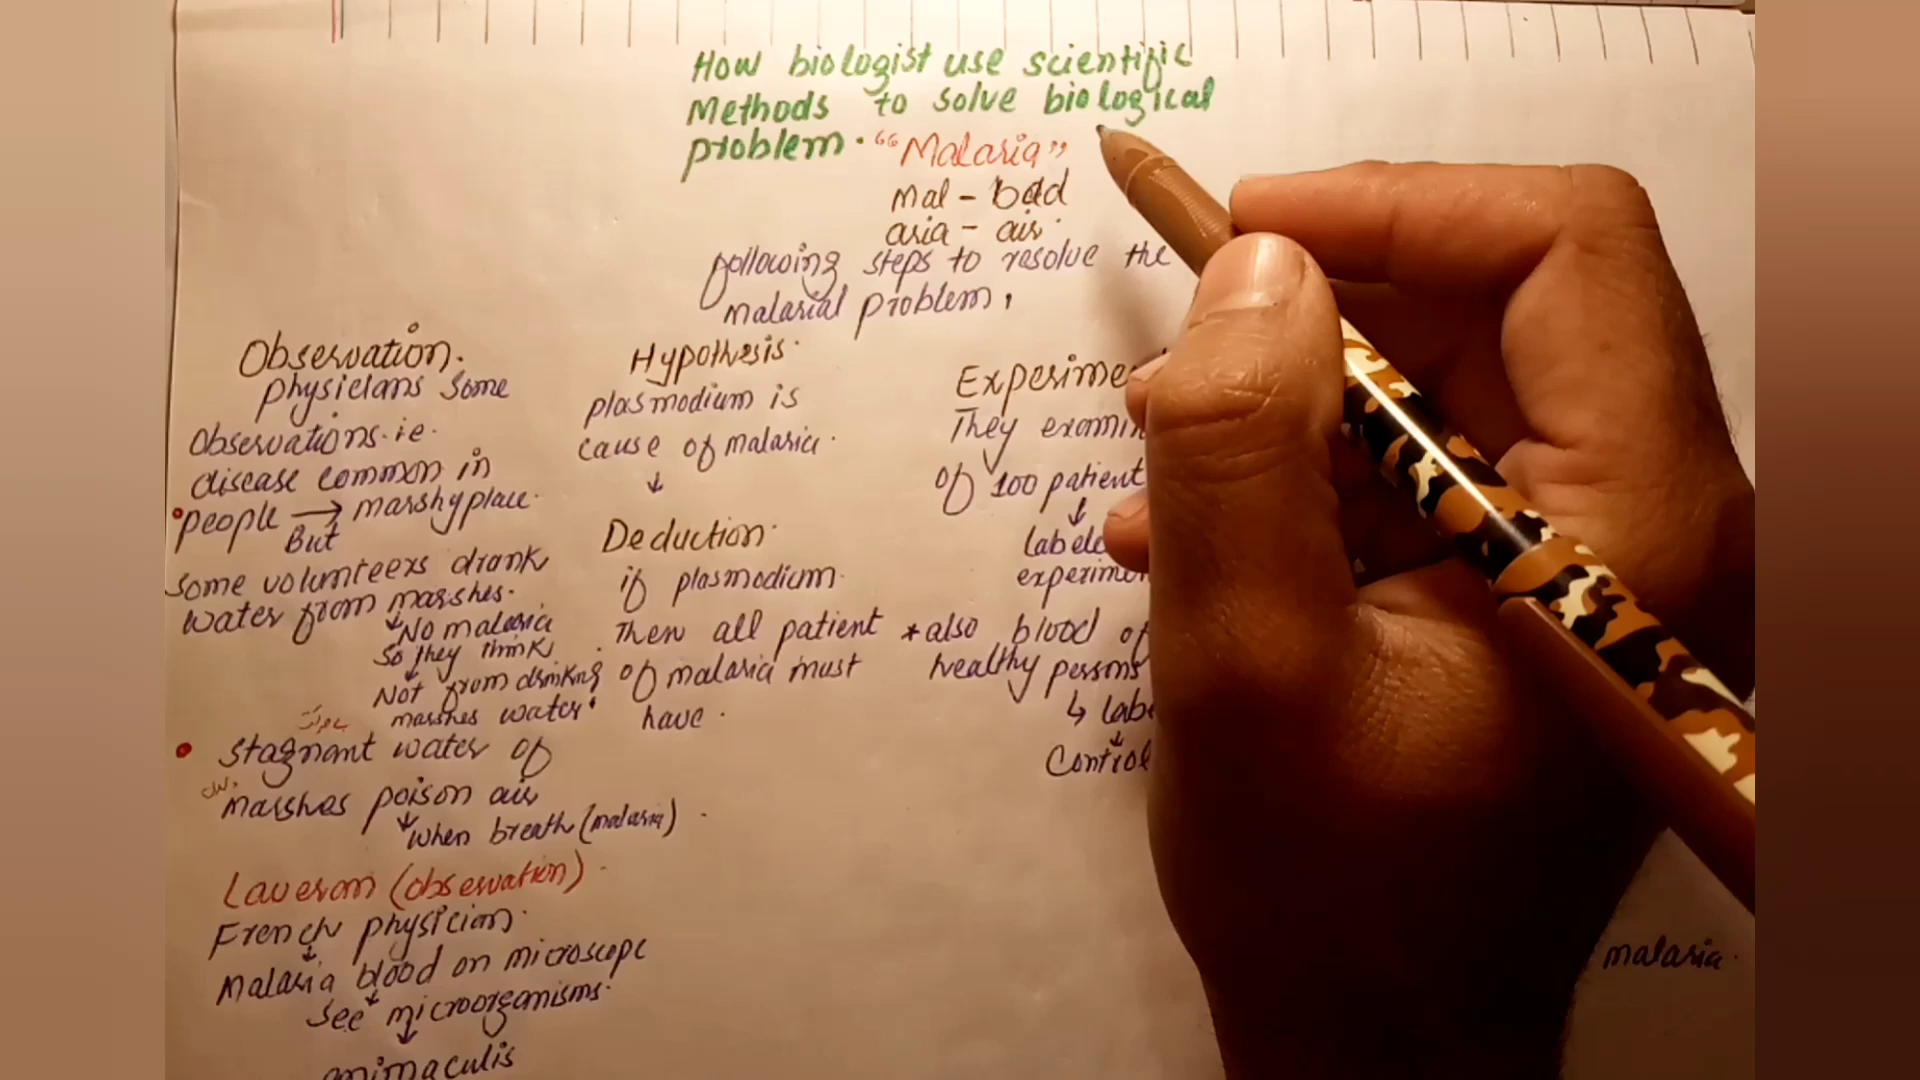 How biologist use scientific
Methods to solve biological
problem. "Malaria"
Mal - bad
aria - air.
following steps to resolve the
malarial problem.
Observation.
physicians some
Observations.ie.
disease common in
people → marshy place.
But
some volunteers drank
water from marshes.
↓ No malaria
So they think
Not from drinking
marshes water.
Stagnant water of
marshes poison air
↓ when breath (malaria)
Laveran (observation)
French physician.
Malaria blood on microscope
see microorganisms.
animaculis
Hypothesis.
plasmodium is
cause of malaria.
↓
Deduction.
if plasmodium.
Then all patient
of malaria must
have.
They
of 100 patient
↓
* also blood of
healthy persons
↳
↓
Control
malaria.